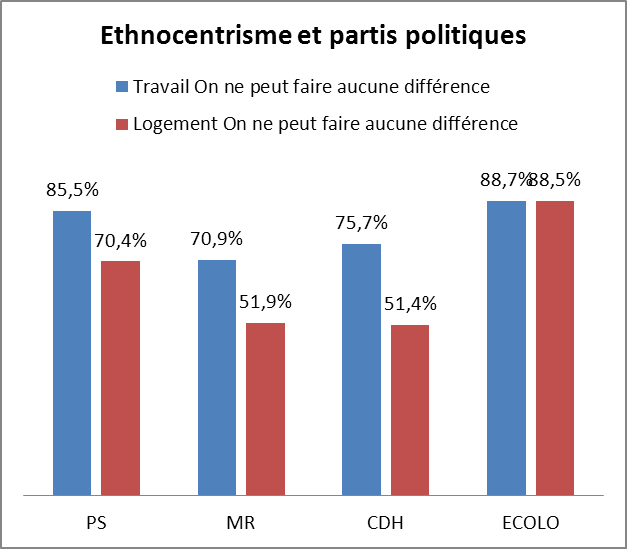 Ethnocentrisme et partis politiques
Travail On ne peut faire aucune différence
Logement On ne peut faire aucune différence
85,5%
70,4%
70,9%
51,9%
75,7%
51,4%
88,7%
88,5%
PS
MR
CDH
ECOLO